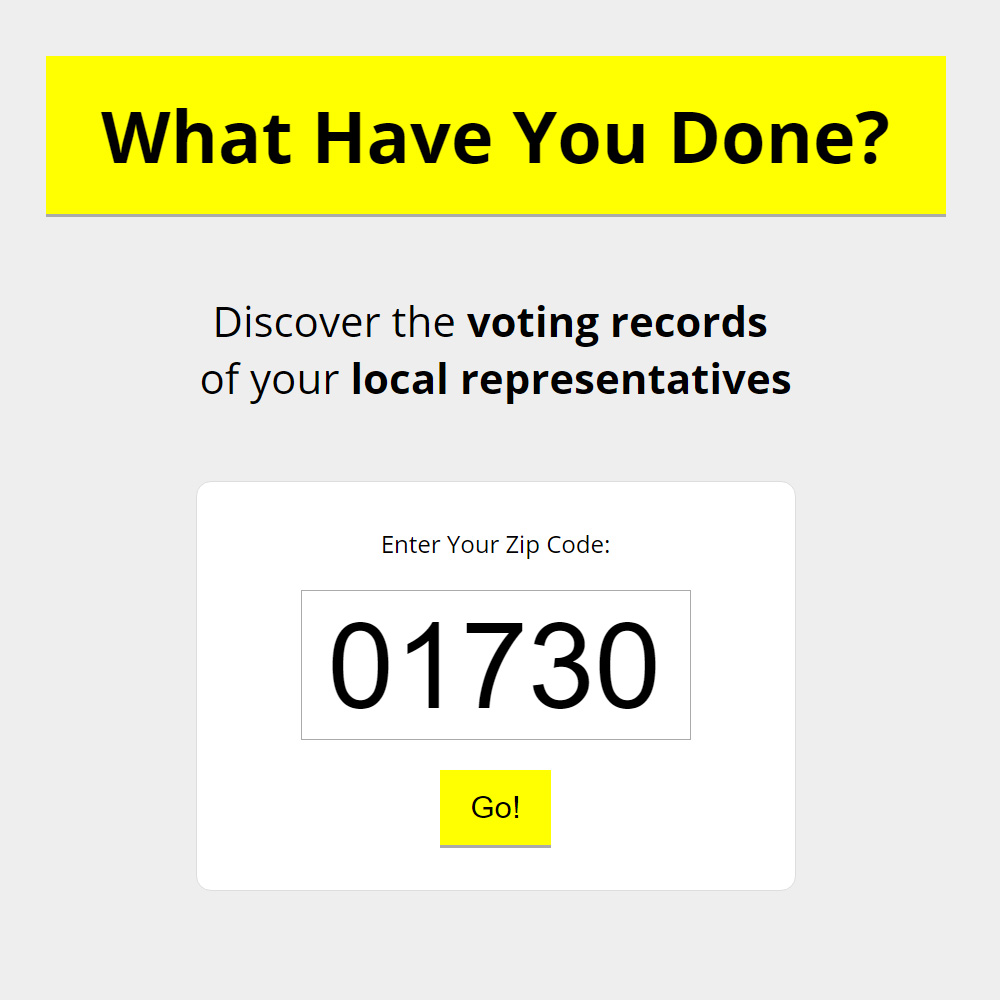 What Have You Done?
Discover the voting records
of your local representatives
Enter Your Zip Code:
01730
Go!